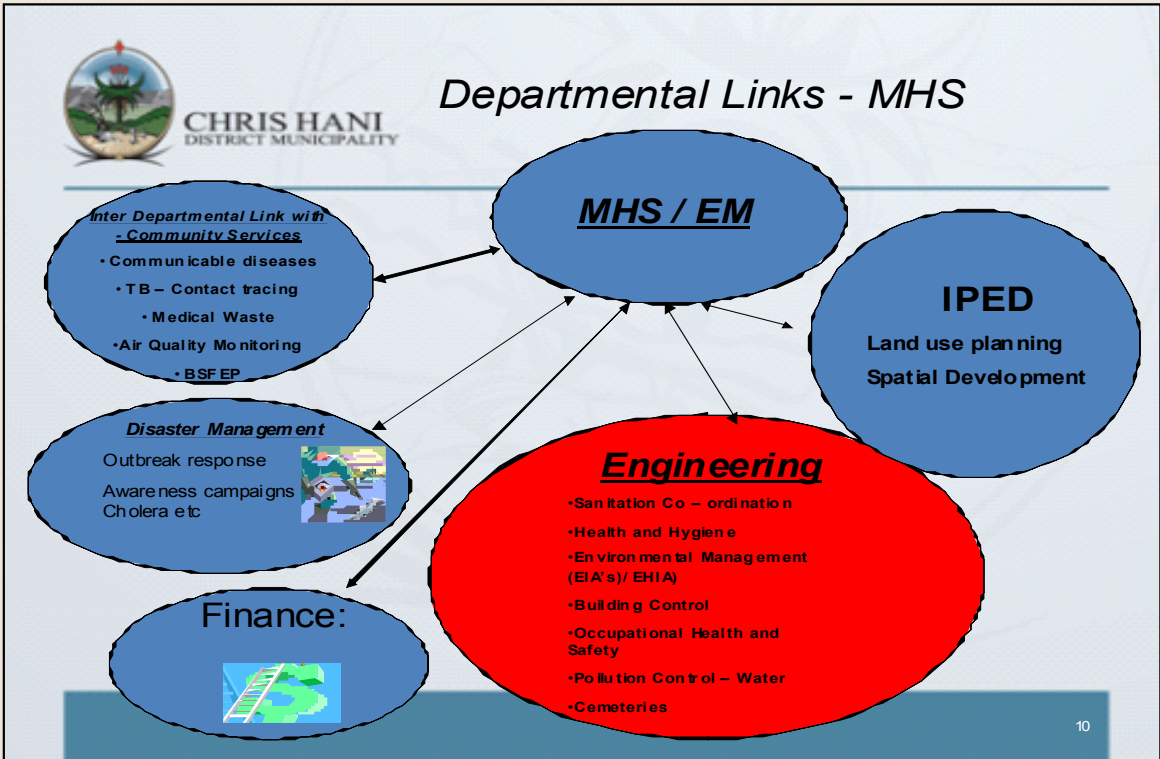 CHRIS HANI
DISTRICT MUNICIPALITY
Departmental Links - MHS
MHS / EM
Inter Departmental Link with
- Community Services
• Communicable diseases
• TB – Contact tracing
• Medical Waste
•Air Quality Monitoring
• BSFEP
IPED
Land use planning
Spatial Development
Disaster Management
Outbreak response
Awareness campaigns
Cholera etc
Engineering
•Sanitation Co – ordination
•Health and Hygiene
•Environmental Management
(EIA's)/ EHIA)
•Building Control
•Occupational Health and
Safety
•Pollution Control – Water
•Cemeteries
Finance:
10